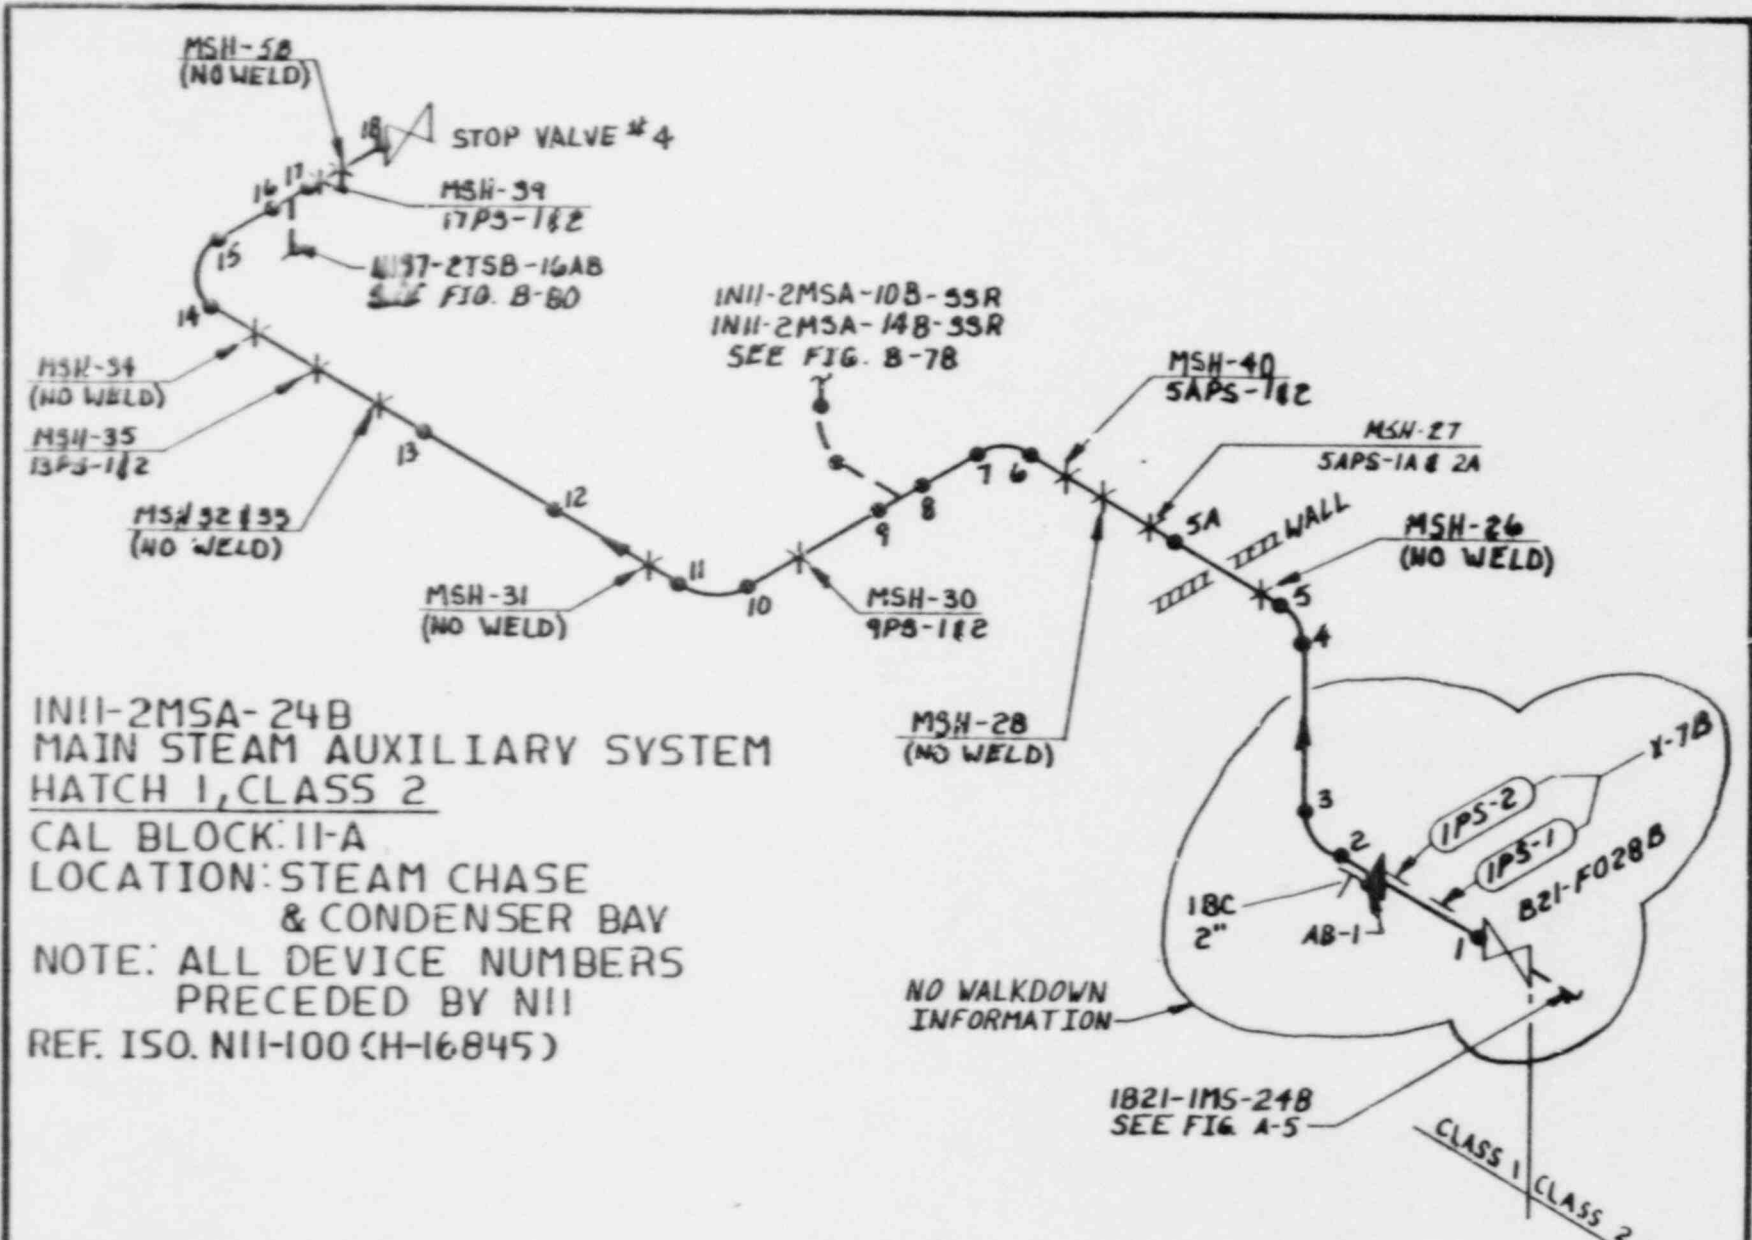 MSH-58
(NO WELD)
18
STOP VALVE #4
17
16
MSH-39
17PS-1&2
15
-2TSB-16AB
FIG. B-80
14
1N11-2MSA-10B-SSR
1N11-2MSA-14B-SSR
SEE FIG. B-78
MSH-34
(NO WELD)
MSH-40
5APS-1&2
MSH-35
13PS-1&2
13
MSH-27
5APS-1A & 2A
7 6
8
9
12
5A
WALL
MSH-26
(NO WELD)
MSH 32 & 33
(NO WELD)
11
10
MSH-31
(NO WELD)
MSH-30
9PS-1&2
5
4
MSH-28
(NO WELD)
1N11-2MSA-24B
MAIN STEAM AUXILIARY SYSTEM
HATCH 1, CLASS 2
CAL BLOCK: 11-A
LOCATION: STEAM CHASE
& CONDENSER BAY
NOTE: ALL DEVICE NUMBERS
PRECEDED BY N11
REF. ISO. N11-100 (H-16845)
3
2
1PS-2
1PS-1
X-7B
B21-F028B
18C
2"
AB-1
1
NO WALKDOWN
INFORMATION
1B21-1MS-24B
SEE FIG. A-5
CLASS 1 CLASS 2